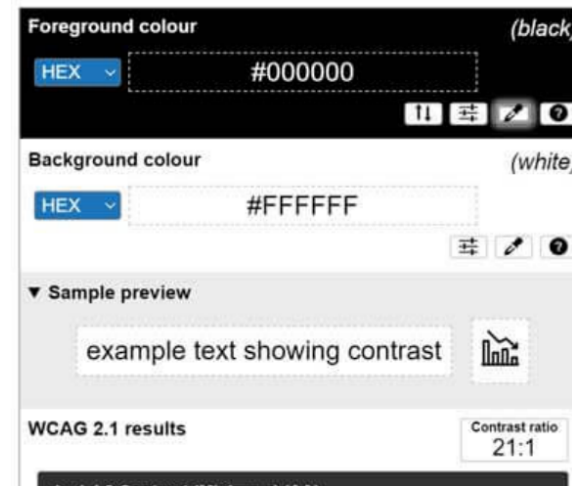 Foreground colour (black)
HEX #000000
Background colour (white)
HEX #FFFFFF
▼ Sample preview
example text showing contrast
WCAG 2.1 results
Contrast ratio
21:1